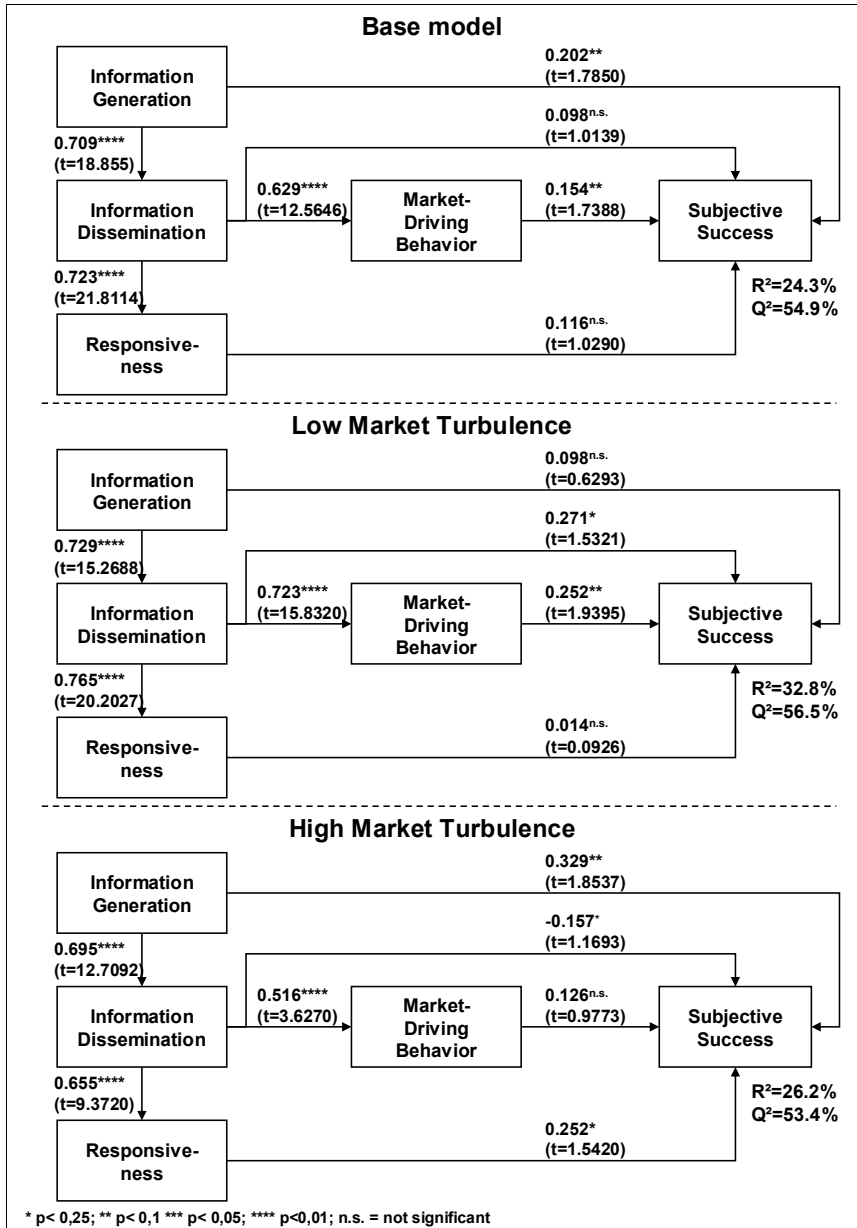 Base model
0.202**
(t=1.7850)
Information
Generation
0.098n.s.
(t=1.0139)
0.709****
(t=18.855)
Information
Dissemination
0.629****
(t=12.5646)
Market-
Driving
Behavior
0.154**
(t=1.7388)
Subjective
Success
0.723****
(t=21.8114)
R²=24.3%
Q²=54.9%
Responsive-
ness
0.116n.s.
(t=1.0290)
Low Market Turbulence
0.098n.s.
(t=0.6293)
Information
Generation
0.271*
(t=1.5321)
0.729****
(t=15.2688)
Information
Dissemination
0.723****
(t=15.8320)
Market-
Driving
Behavior
0.252**
(t=1.9395)
Subjective
Success
0.765****
(t=20.2027)
R²=32.8%
Q²=56.5%
Responsive-
ness
0.014n.s.
(t=0.0926)
High Market Turbulence
0.329**
(t=1.8537)
Information
Generation
-0.157*
(t=1.1693)
0.695****
(t=12.7092)
Information
Dissemination
0.516****
(t=3.6270)
Market-
Driving
Behavior
0.126n.s.
(t=0.9773)
Subjective
Success
0.655****
(t=9.3720)
R²=26.2%
Q²=53.4%
Responsive-
ness
0.252*
(t=1.5420)
* p< 0,25; ** p< 0,1 *** p< 0,05; **** p<0,01; n.s. = not significant